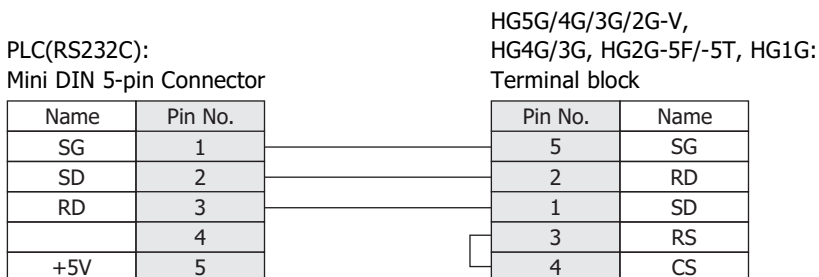 HG5G/4G/3G/2G-V,
PLC(RS232C): HG4G/3G, HG2G-5F/-5T, HG1G:
Mini DIN 5-pin Connector Terminal block
Name Pin No. Pin No. Name
SG 1 5 SG
SD 2 2 RD
RD 3 1 SD
4 3 RS
+5V 5 4 CS